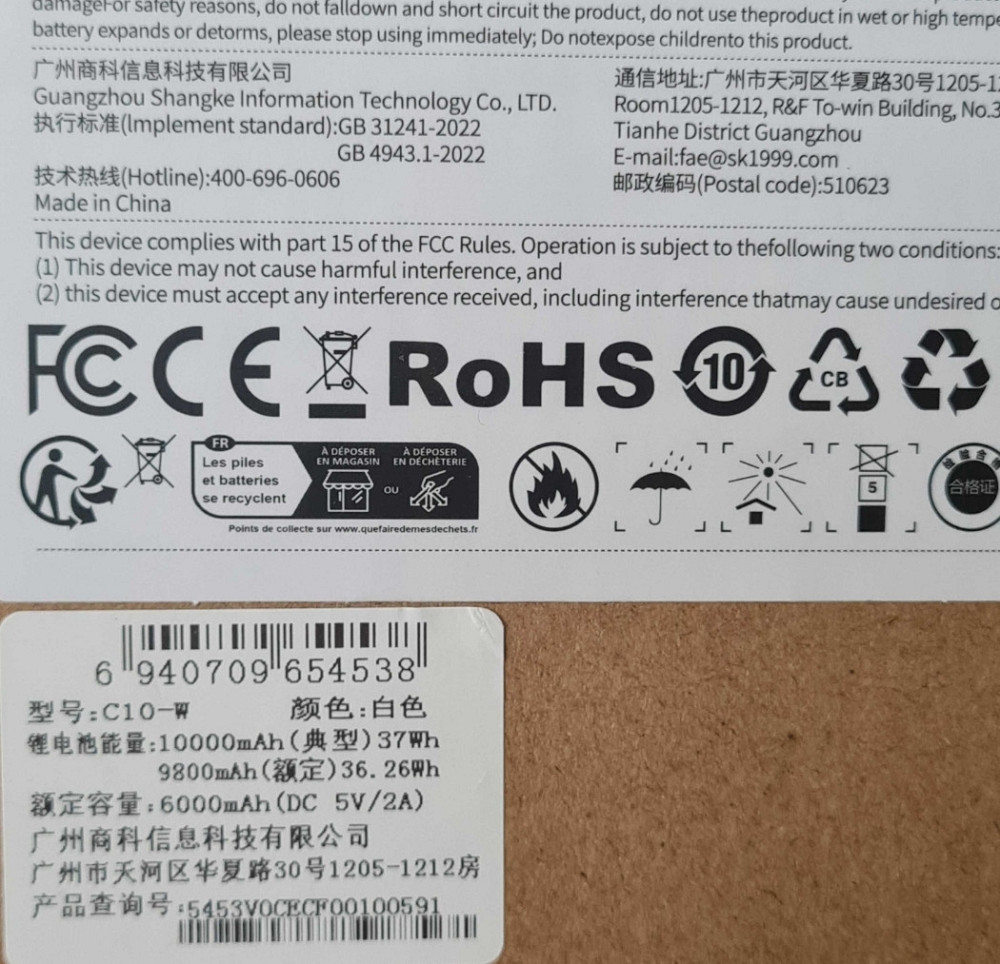 damageFor safety reasons, do not falldown and short circuit the product, do not use theproduct in wet or high tempe
battery expands or detorms, please stop using immediately; Do notexpose childrento this product.
广州商科信息科技有限公司
Guangzhou Shangke Information Technology Co., LTD.
执行标准(lmplement standard):GB 31241-2022
GB 4943.1-2022
技术热线(Hotline):400-696-0606
Made in China
通信地址:广州市天河区华夏路30号1205-12
Room1205-1212, R&F To-win Building, No.3
Tianhe District Guangzhou
E-mail:fae@sk1999.com
邮政编码(Postal code):510623
This device complies with part 15 of the FCC Rules. Operation is subject to thefollowing two conditions:
(1) This device may not cause harmful interference, and
(2) this device must accept any interference received, including interference thatmay cause undesired o
FCC CE RoHS 10 CB
FR
Les piles
et batteries
se recyclent
À DÉPOSER
EN MAGASIN
OU
À DÉPOSER
EN DÉCHÈTERIE
Points de collecte sur www.quefairedemesdechets.fr
5
合格证
6 940709 654538
型号:C10-W 颜色:白色
锂电池能量:10000mAh(典型)37Wh
9800mAh(额定)36.26Wh
额定容量:6000mAh(DC 5V/2A)
广州商科信息科技有限公司
广州市天河区华夏路30号1205-1212房
产品查询号:5453V0CECF00100591